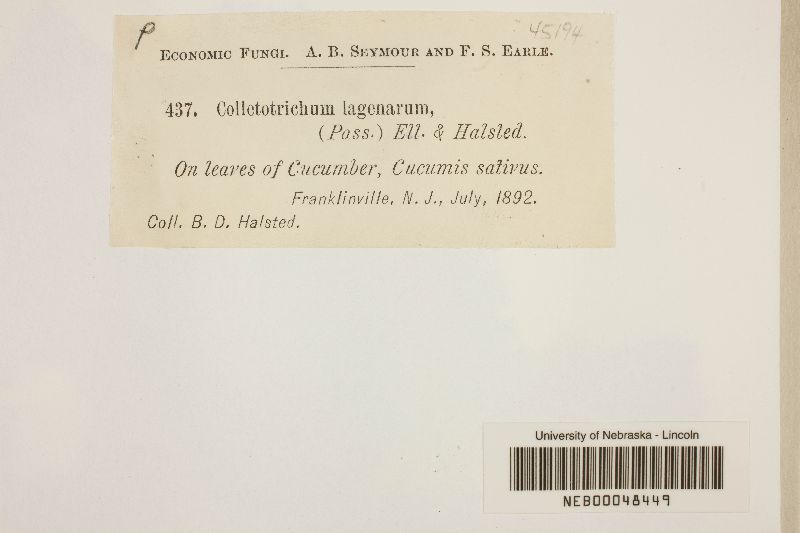 P
45194
ECONOMIC FUNGI. A. B. SEYMOUR AND F. S. EARLE.
437. Colletotrichum lagenarum,
(Pass.) Ell. & Halsted.
On leaves of Cucumber, Cucumis sativus.
Franklinville, N. J., July, 1892.
Coll. B. D. Halsted.
University of Nebraska - Lincoln
NEB00048449